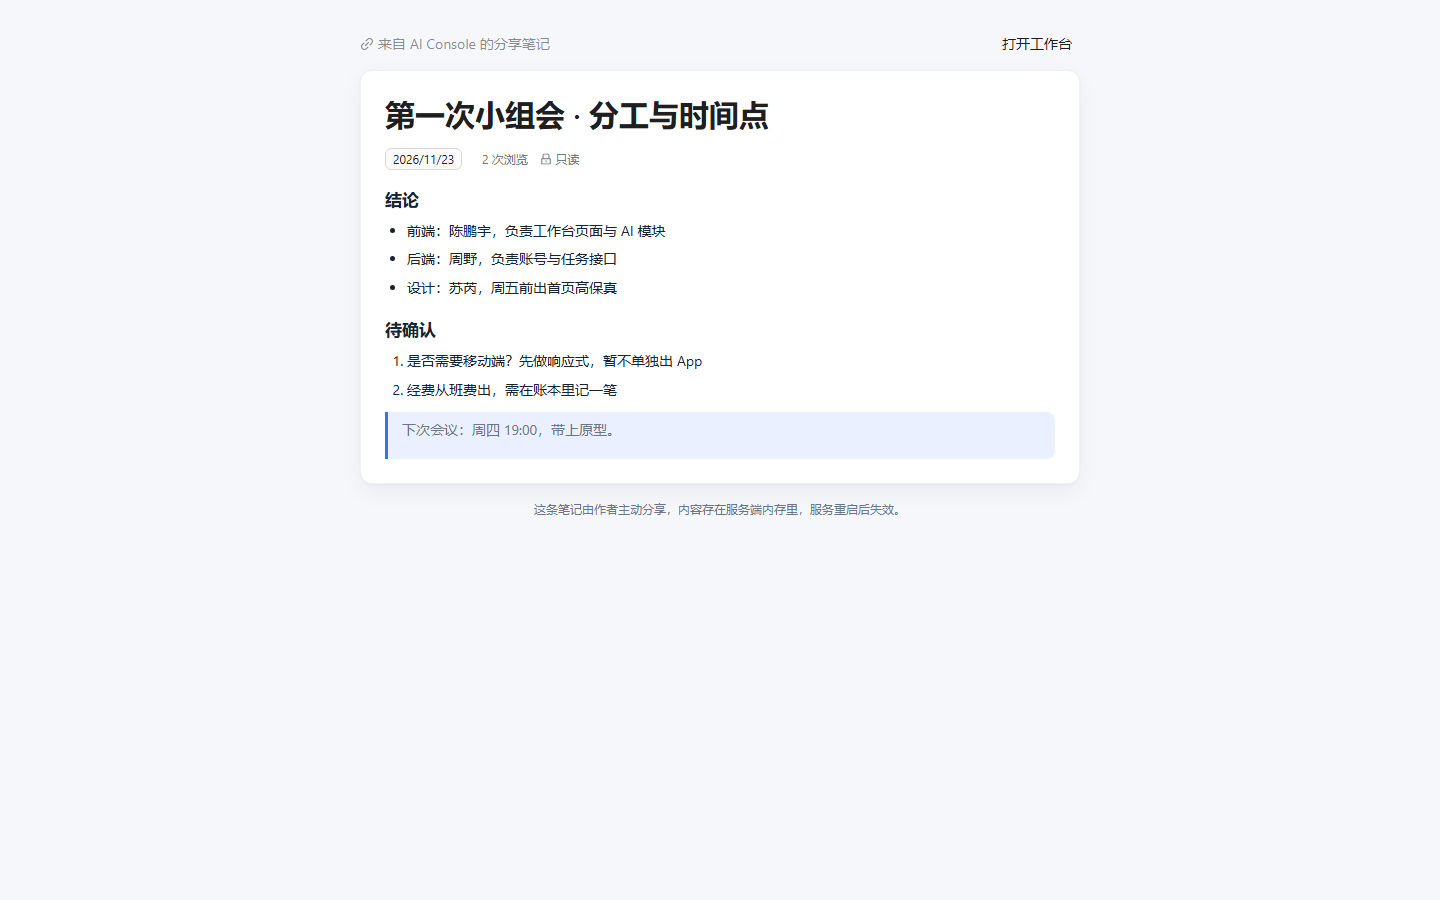 来自 AI Console 的分享笔记
打开工作台
第一次小组会 · 分工与时间点
2026/11/23 2 次浏览 只读
结论
• 前端：陈鹏宇，负责工作台页面与 AI 模块
• 后端：周野，负责账号与任务接口
• 设计：苏芮，周五前出首页高保真
待确认
1. 是否需要移动端？先做响应式，暂不单独出 App
2. 经费从班费出，需在账本里记一笔
下次会议：周四 19:00，带上原型。
这条笔记由作者主动分享，内容存在服务端内存里，服务重启后失效。